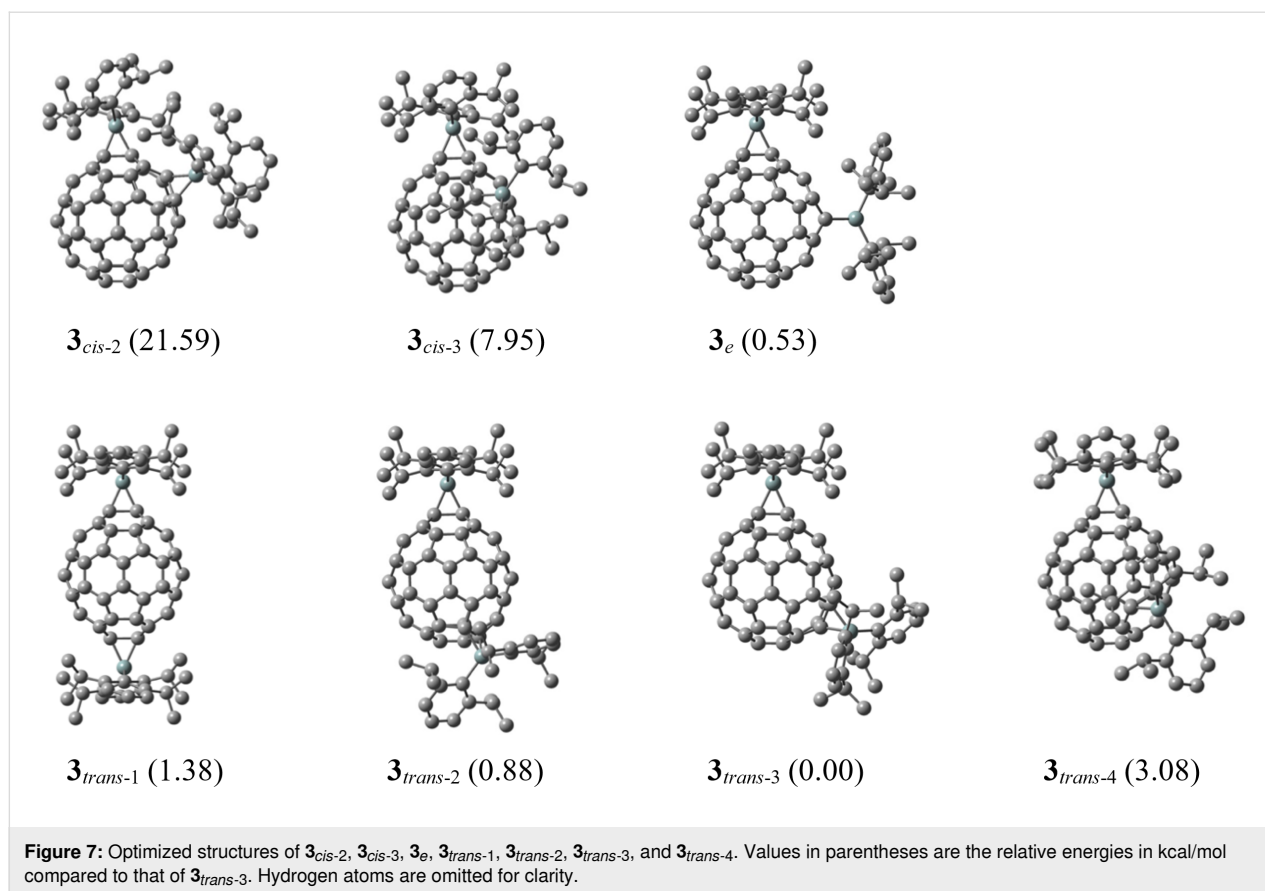 3cis-2 (21.59)
3cis-3 (7.95)
3e (0.53)
3trans-1 (1.38)
3trans-2 (0.88)
3trans-3 (0.00)
3trans-4 (3.08)
Figure 7: Optimized structures of 3cis-2, 3cis-3, 3e, 3trans-1, 3trans-2, 3trans-3, and 3trans-4. Values in parentheses are the relative energies in kcal/mol
compared to that of 3trans-3. Hydrogen atoms are omitted for clarity.